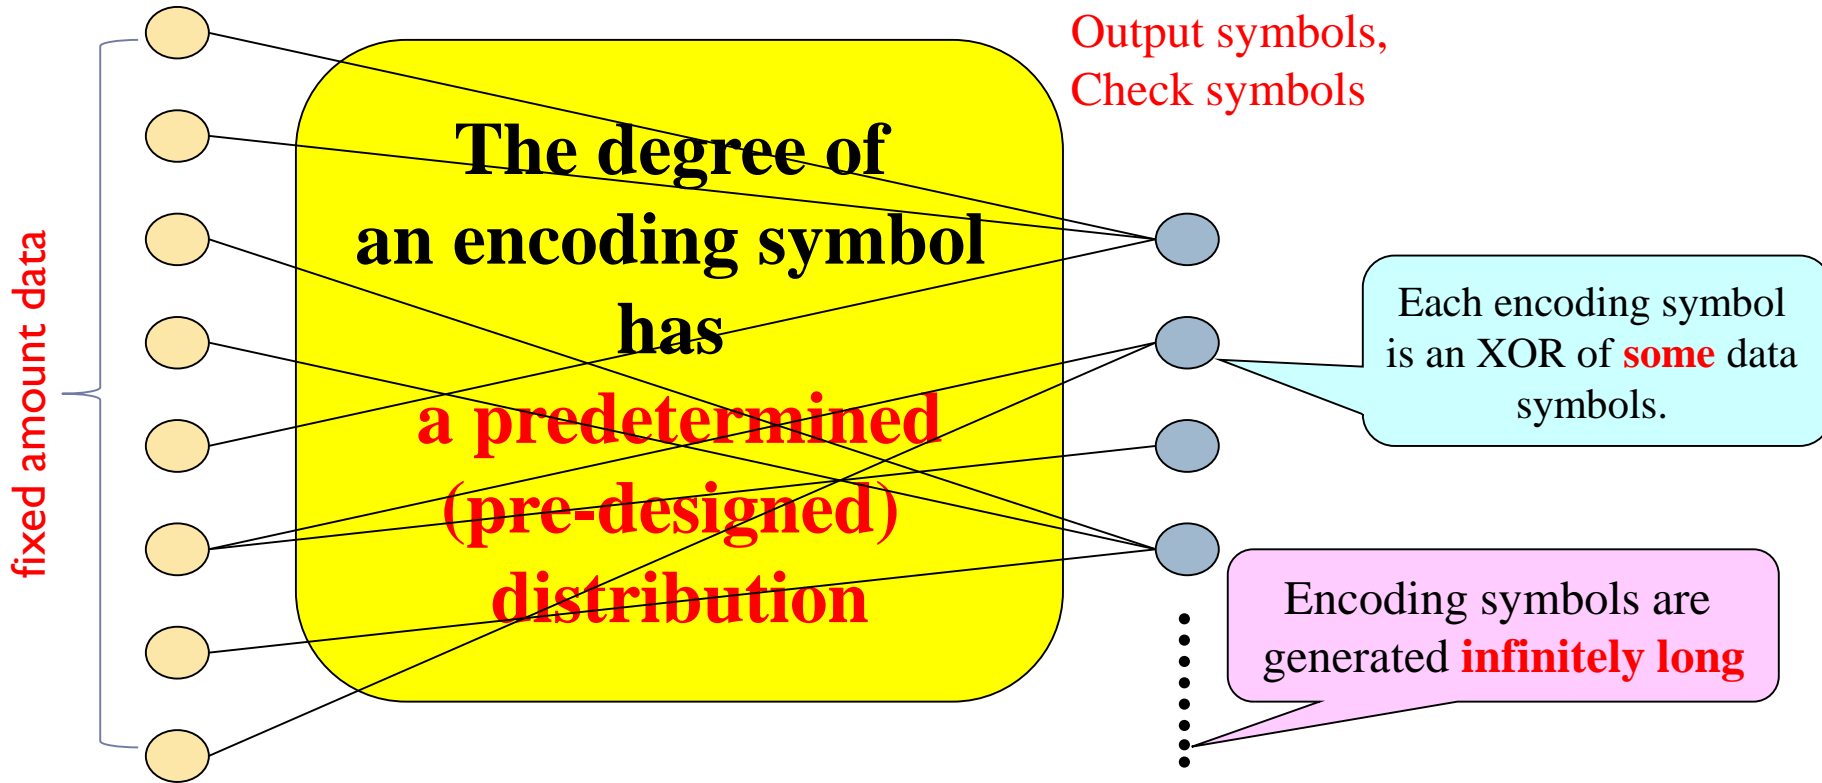 fixed amount data
The degree of
an encoding symbol
has
a predetermined
(pre-designed)
distribution
Output symbols,
Check symbols
Each encoding symbol
is an XOR of some data
symbols.
Encoding symbols are
generated infinitely long